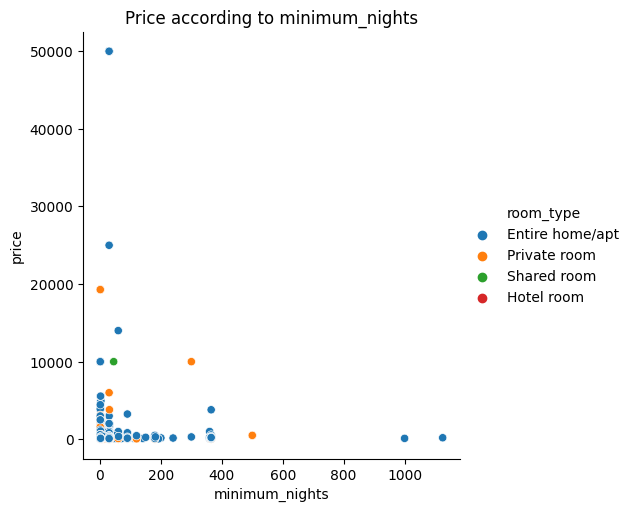 Price according to minimum_nights
50000
40000
30000
20000
10000
0
price
0
200
400
600
800
1000
minimum_nights
room_type
Entire home/apt
Private room
Shared room
Hotel room